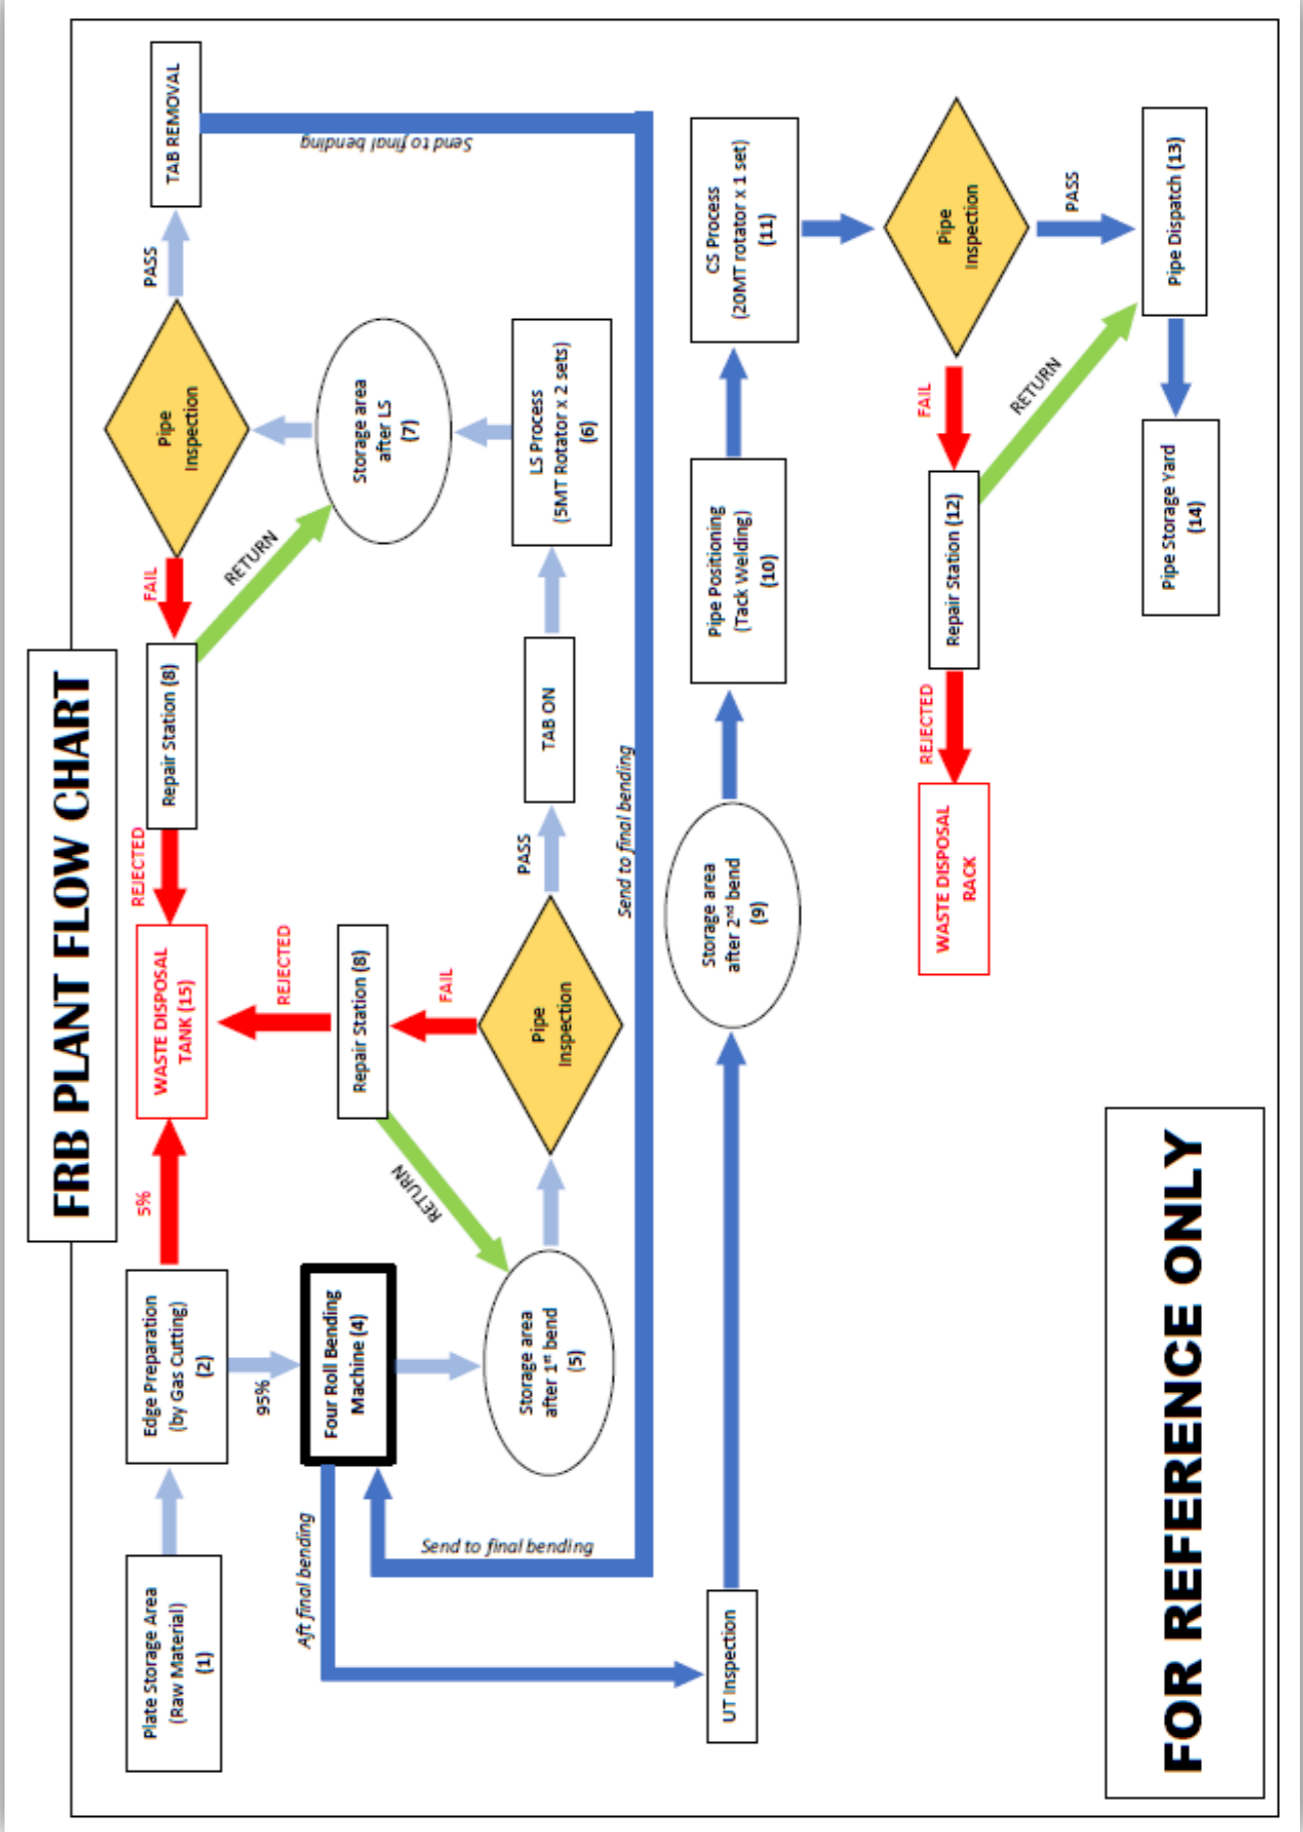 FRB PLANT FLOW CHART
Plate Storage Area
(Raw Material)
(1)
Edge Preparation
(by Gas Cutting)
(2)
5%
WASTE DISPOSAL
TANK (15)
REJECTED
Repair Station (8)
FAIL
Pipe
Inspection
PASS
TAB REMOVAL
RETURN
95%
Four Roll Bending
Machine (4)
REJECTED
Repair Station (8)
RETURN
FAIL
Storage area
after LS
(7)
Send to final bending
Aft final bending
Send to final bending
Storage area
after 1st bend
(5)
Pipe
Inspection
PASS
TAB ON
LS Process
(5MT Rotator x 2 sets)
(6)
Send to final bending
UT Inspection
Storage area
after 2nd bend
(9)
Pipe Positioning
(Tack Welding)
(10)
CS Process
(20MT rotator x 1 set)
(11)
WASTE DISPOSAL
RACK
REJECTED
Repair Station (12)
FAIL
Pipe
Inspection
RETURN
PASS
Pipe Storage Yard
(14)
Pipe Dispatch (13)
FOR REFERENCE ONLY